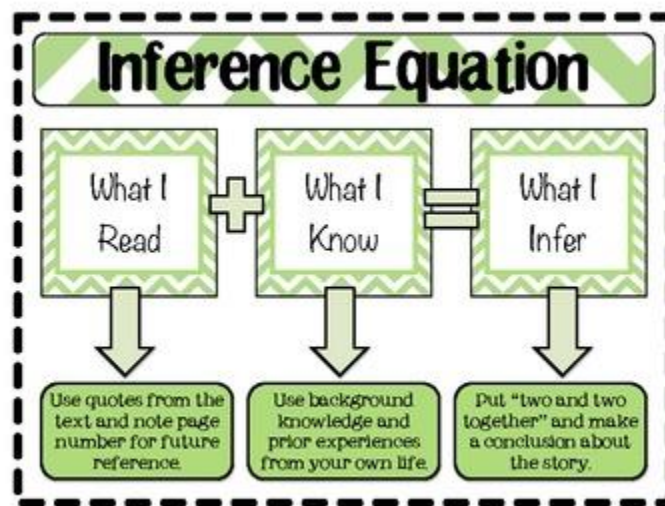 Inference Equation
What I
Read
What I
Know
What I
Infer
Use quotes from the
text and note page
number for future
reference.
Use background
knowledge and
prior experiences
from your own life.
Put “two and two
together” and make
a conclusion about
the story.